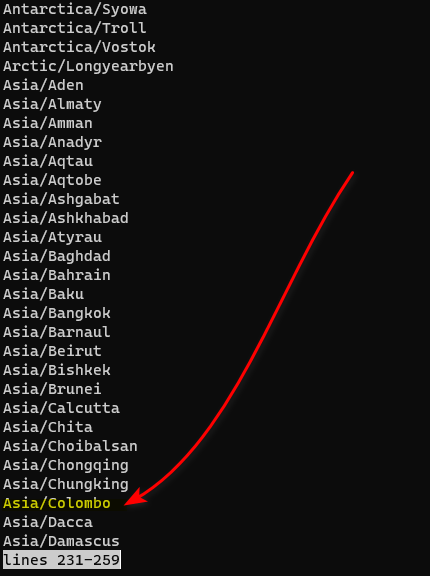 Antarctica/Syowa
Antarctica/Troll
Antarctica/Vostok
Arctic/Longyearbyen
Asia/Aden
Asia/Almaty
Asia/Amman
Asia/Anadyr
Asia/Aqtau
Asia/Aqtobe
Asia/Ashgabat
Asia/Ashkhabad
Asia/Atyrau
Asia/Baghdad
Asia/Bahrain
Asia/Baku
Asia/Bangkok
Asia/Barnaul
Asia/Beirut
Asia/Bishkek
Asia/Brunei
Asia/Calcutta
Asia/Chita
Asia/Choibalsan
Asia/Chongqing
Asia/Chungking
Asia/Colombo
Asia/Dacca
Asia/Damascus
lines 231-259